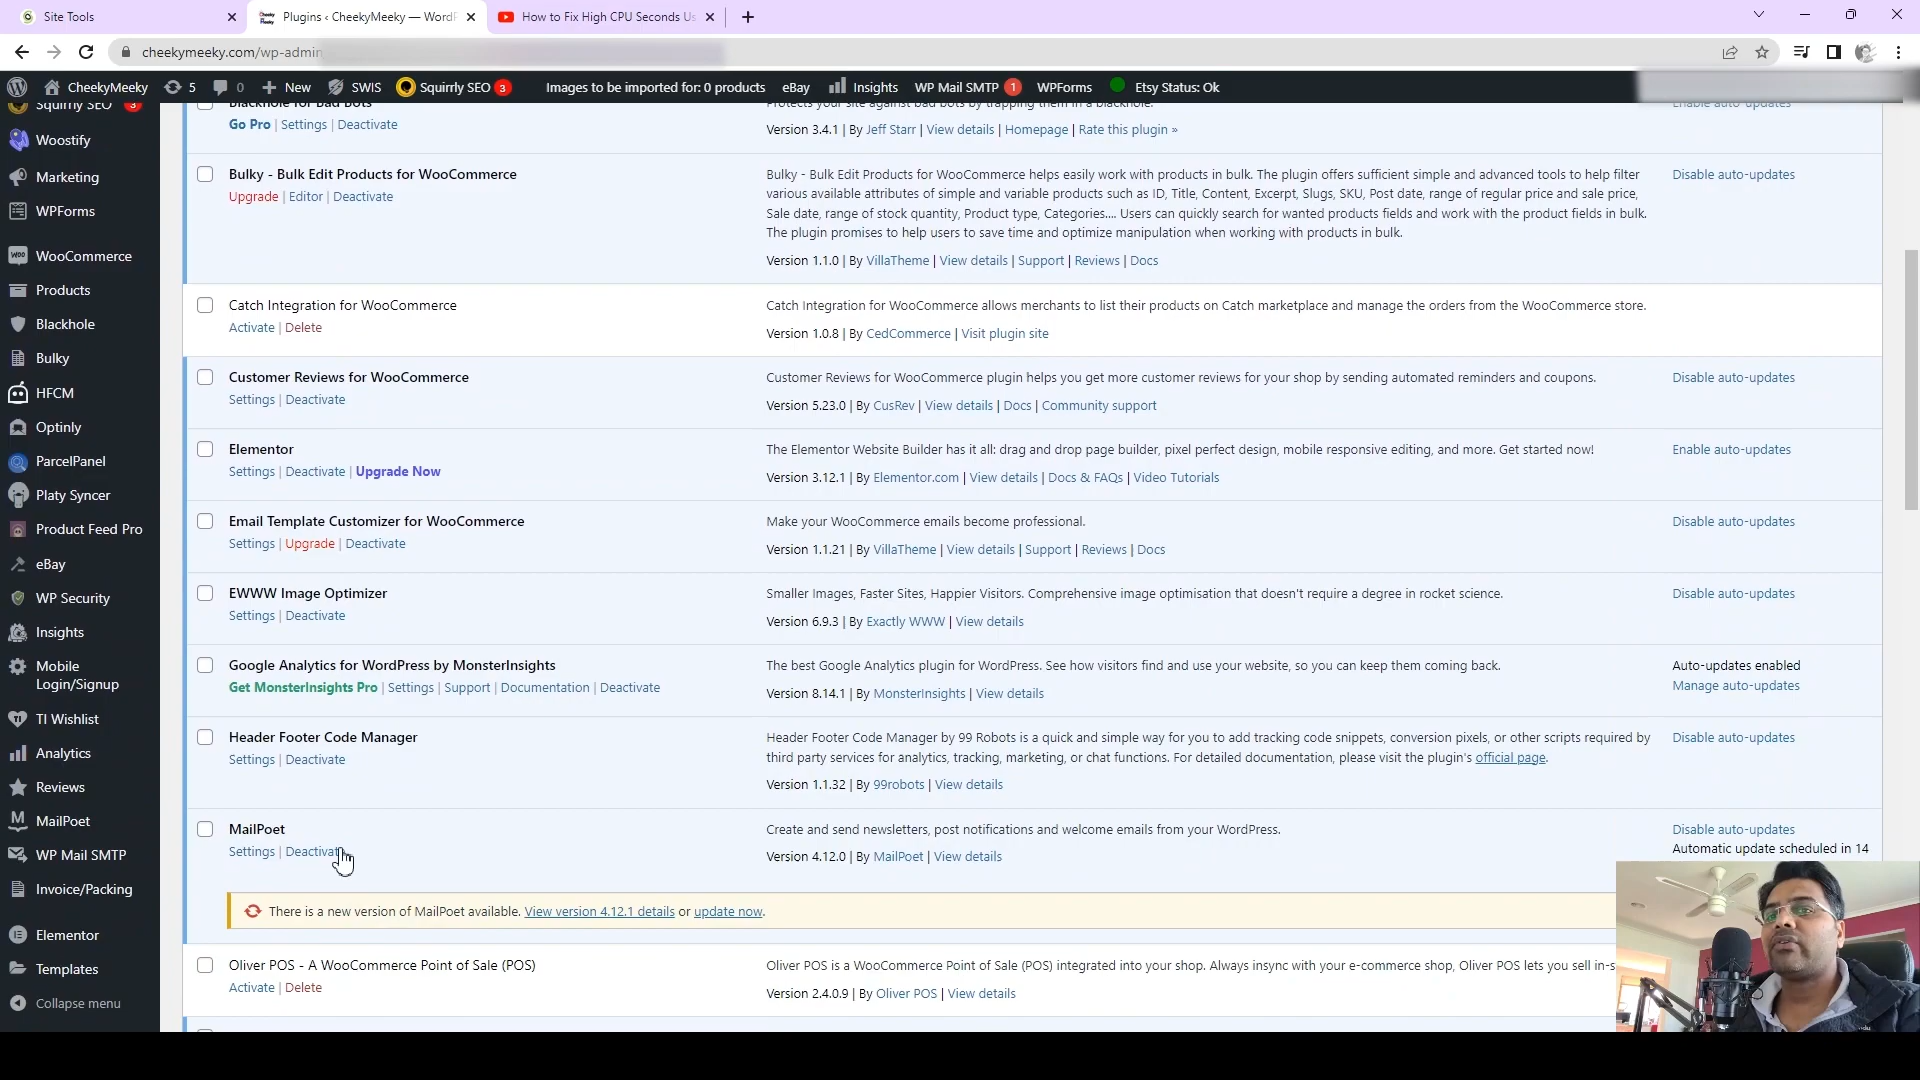 Site Tools
Plugins ‹ CheekyMeeky — WordP
How to Fix High CPU Seconds Us
cheekymeeky.com/wp-admin
CheekyMeeky
5
0
New
SWIS
Squirrly SEO 3
Images to be imported for: 0 products
eBay
Insights
WP Mail SMTP 1
WPForms
Etsy Status: Ok
Squirrly SEO 3
Woostify
Marketing
WPForms
WooCommerce
Products
Blackhole
Bulky
HFCM
Optinly
ParcelPanel
Platy Syncer
Product Feed Pro
eBay
WP Security
Insights
Mobile
Login/Signup
TI Wishlist
Analytics
Reviews
MailPoet
WP Mail SMTP
Invoice/Packing
Elementor
Templates
Collapse menu
Blackhole for Bad Bots
Go Pro | Settings | Deactivate
Protects your site against bad bots by trapping them in a blackhole.
Version 3.4.1 | By Jeff Starr | View details | Homepage | Rate this plugin »
Enable auto-updates
Bulky - Bulk Edit Products for WooCommerce
Upgrade | Editor | Deactivate
Bulky - Bulk Edit Products for WooCommerce helps easily work with products in bulk. The plugin offers sufficient simple and advanced tools to help filter
various available attributes of simple and variable products such as ID, Title, Content, Excerpt, Slugs, SKU, Post date, range of regular price and sale price,
Sale date, range of stock quantity, Product type, Categories.... Users can quickly search for wanted products fields and work with the product fields in bulk.
The plugin promises to help users to save time and optimize manipulation when working with products in bulk.
Version 1.1.0 | By VillaTheme | View details | Support | Reviews | Docs
Disable auto-updates
Catch Integration for WooCommerce
Activate | Delete
Catch Integration for WooCommerce allows merchants to list their products on Catch marketplace and manage the orders from the WooCommerce store.
Version 1.0.8 | By CedCommerce | Visit plugin site
Customer Reviews for WooCommerce
Settings | Deactivate
Customer Reviews for WooCommerce plugin helps you get more customer reviews for your shop by sending automated reminders and coupons.
Version 5.23.0 | By CusRev | View details | Docs | Community support
Disable auto-updates
Elementor
Settings | Deactivate | Upgrade Now
The Elementor Website Builder has it all: drag and drop page builder, pixel perfect design, mobile responsive editing, and more. Get started now!
Version 3.12.1 | By Elementor.com | View details | Docs & FAQs | Video Tutorials
Enable auto-updates
Email Template Customizer for WooCommerce
Settings | Upgrade | Deactivate
Make your WooCommerce emails become professional.
Version 1.1.21 | By VillaTheme | View details | Support | Reviews | Docs
Disable auto-updates
EWWW Image Optimizer
Settings | Deactivate
Smaller Images, Faster Sites, Happier Visitors. Comprehensive image optimisation that doesn't require a degree in rocket science.
Version 6.9.3 | By Exactly WWW | View details
Disable auto-updates
Google Analytics for WordPress by MonsterInsights
Get MonsterInsights Pro | Settings | Support | Documentation | Deactivate
The best Google Analytics plugin for WordPress. See how visitors find and use your website, so you can keep them coming back.
Version 8.14.1 | By MonsterInsights | View details
Auto-updates enabled
Manage auto-updates
Header Footer Code Manager
Settings | Deactivate
Header Footer Code Manager by 99 Robots is a quick and simple way for you to add tracking code snippets, conversion pixels, or other scripts required by
third party services for analytics, tracking, marketing, or chat functions. For detailed documentation, please visit the plugin's official page.
Version 1.1.32 | By 99robots | View details
Disable auto-updates
MailPoet
Settings | Deactivate
Create and send newsletters, post notifications and welcome emails from your WordPress.
Version 4.12.0 | By MailPoet | View details
Disable auto-updates
Automatic update scheduled in 14
There is a new version of MailPoet available. View version 4.12.1 details or update now.
Oliver POS - A WooCommerce Point of Sale (POS)
Activate | Delete
Oliver POS is a WooCommerce Point of Sale (POS) integrated into your shop. Always insync with your e-commerce shop, Oliver POS lets you sell in-s
Version 2.4.0.9 | By Oliver POS | View details